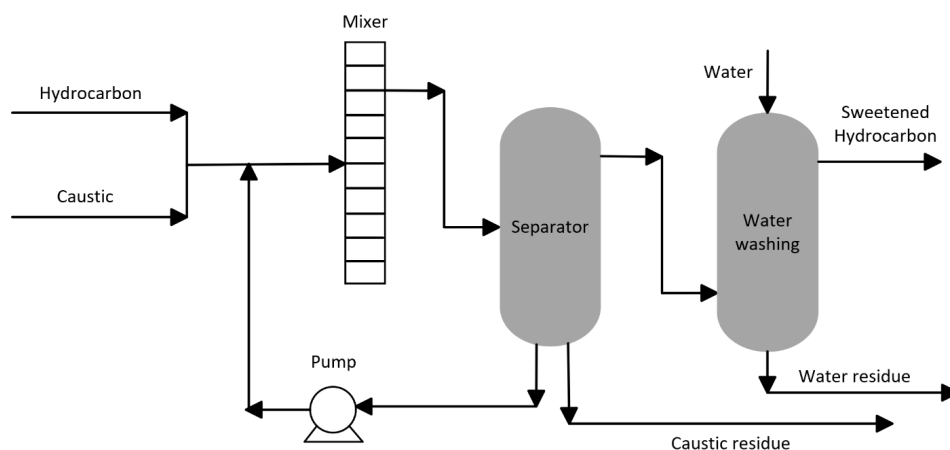 Mixer
Hydrocarbon
Caustic
Water
Sweetened
Hydrocarbon
Separator
Water
washing
Pump
Water residue
Caustic residue